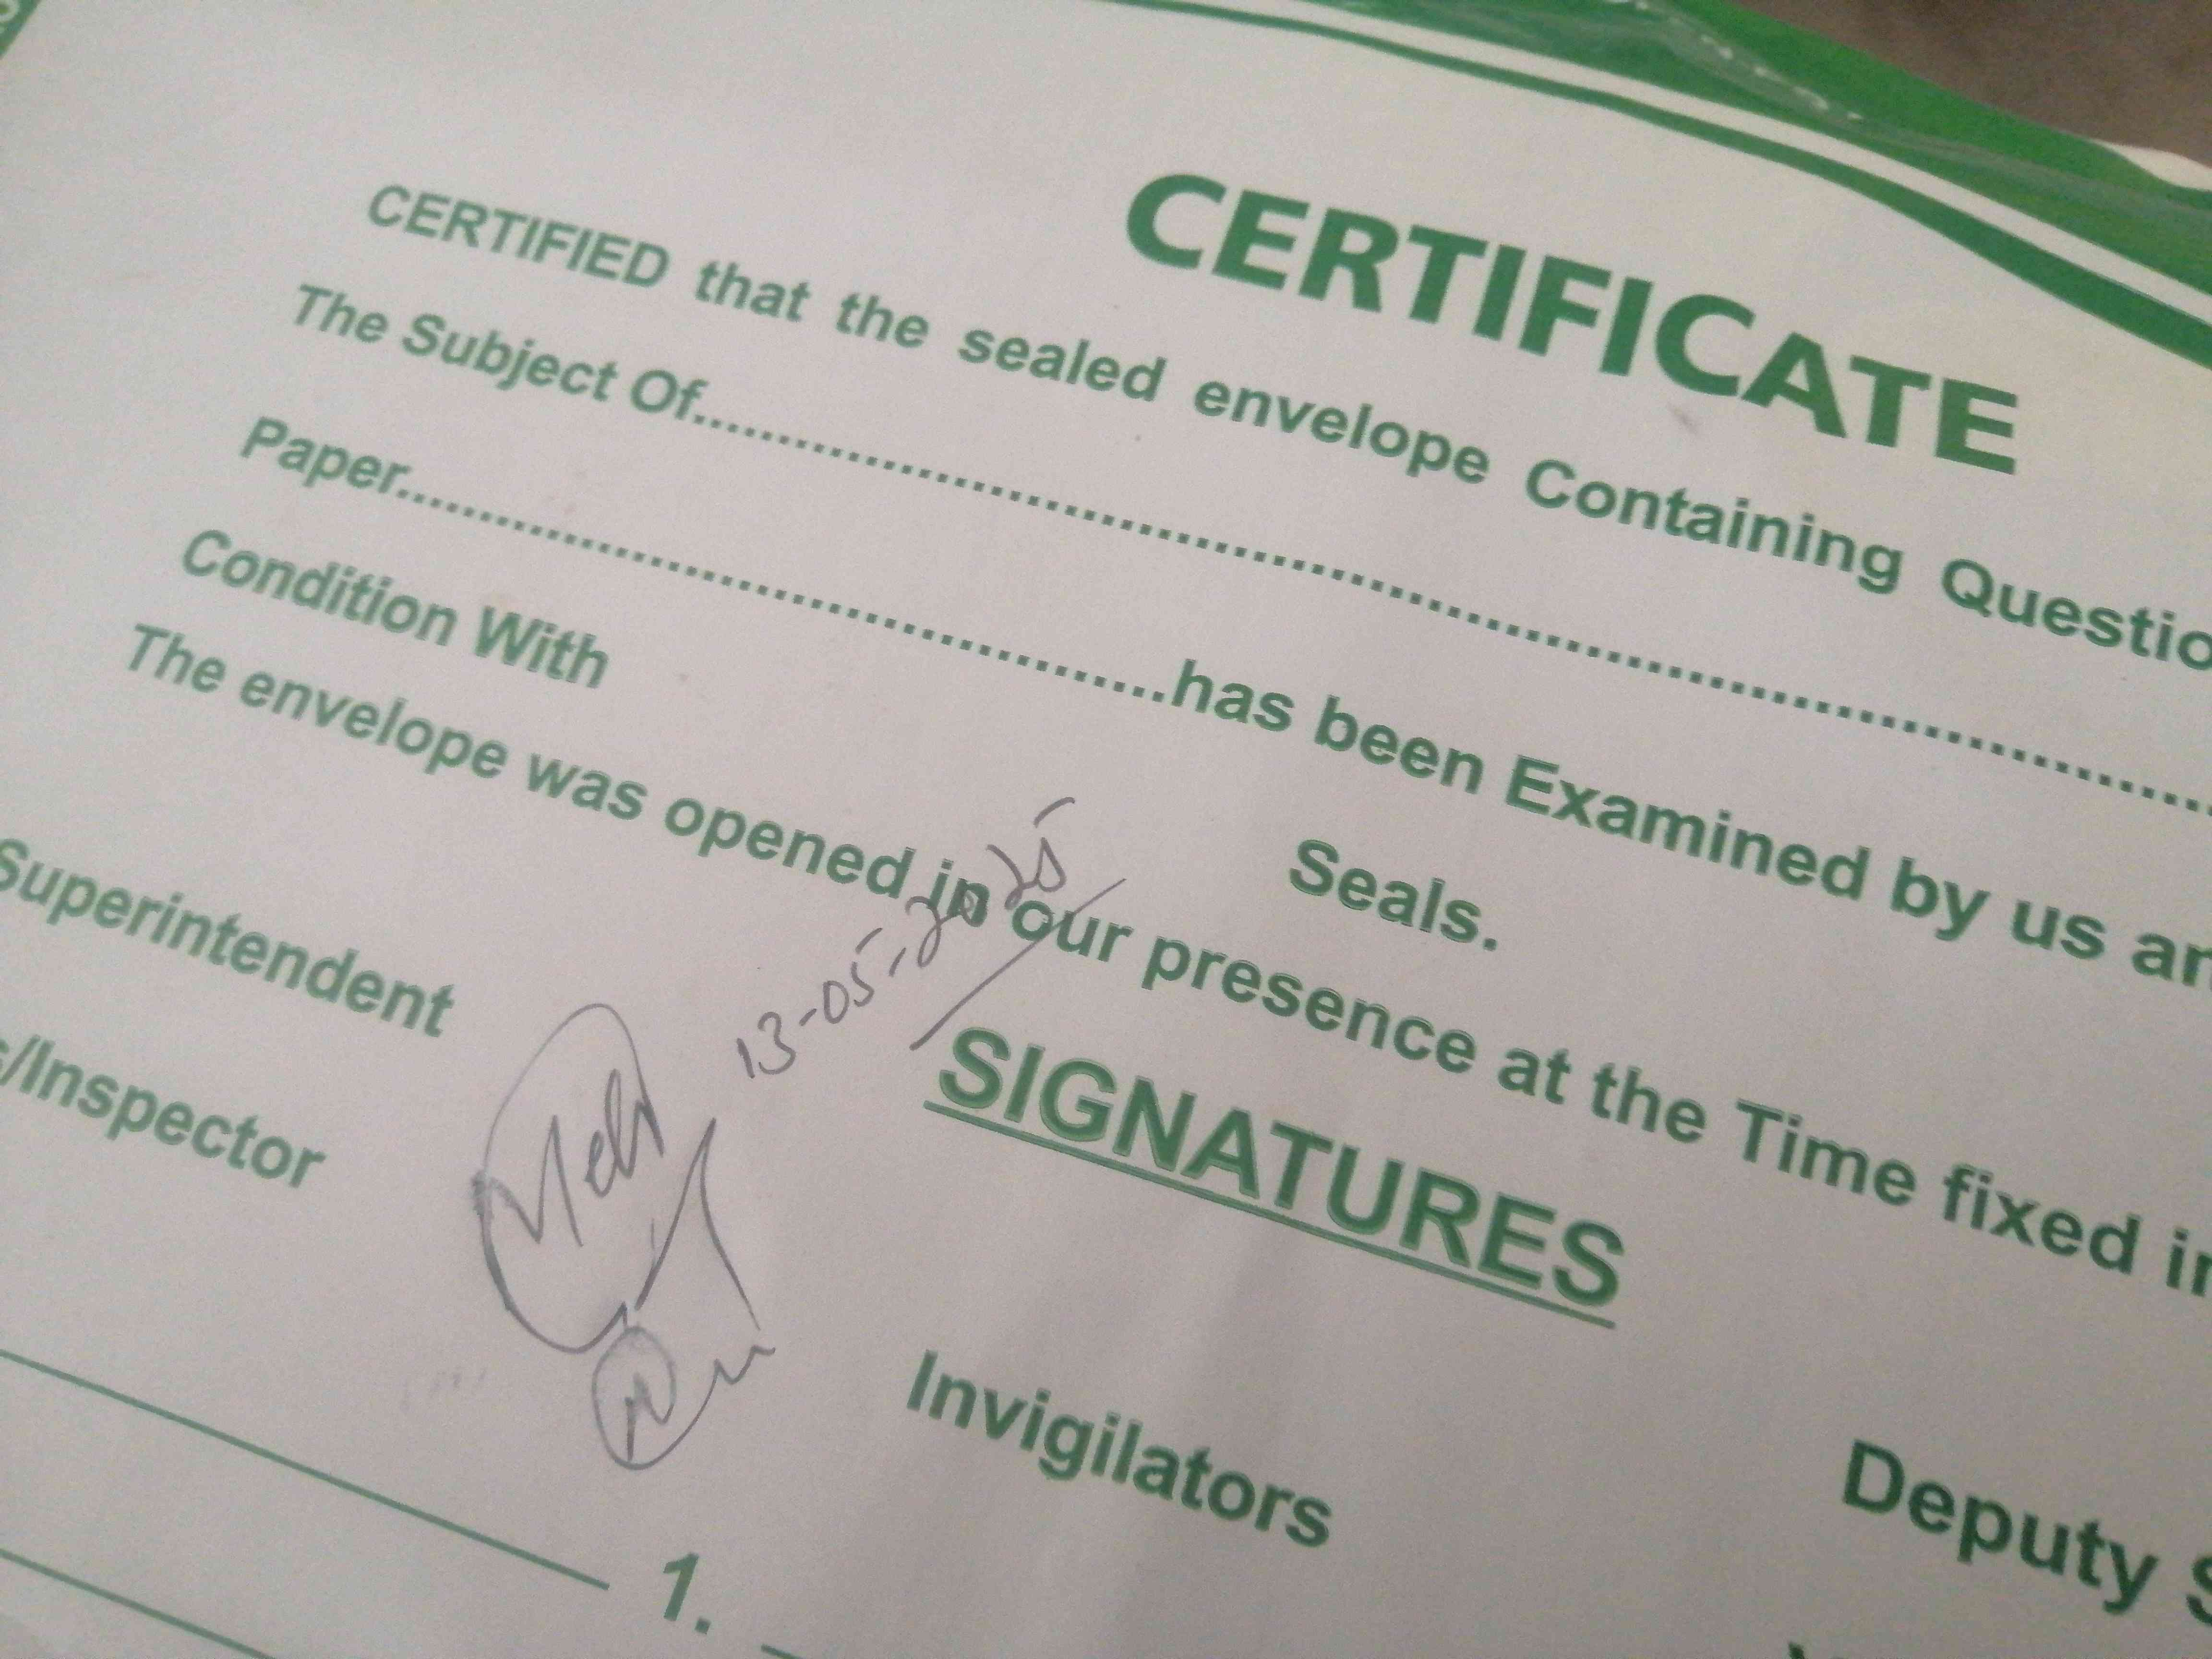 CERTIFICATE
CERTIFIED that the sealed envelope Containing Questio
The Subject Of..........
Paper..........has been Examined by us an
Condition With Seals.
The envelope was opened in our presence at the Time fixed in
13-05-2025
SIGNATURES
Superintendent
s/Inspector
Invigilators
Deputy S
1.